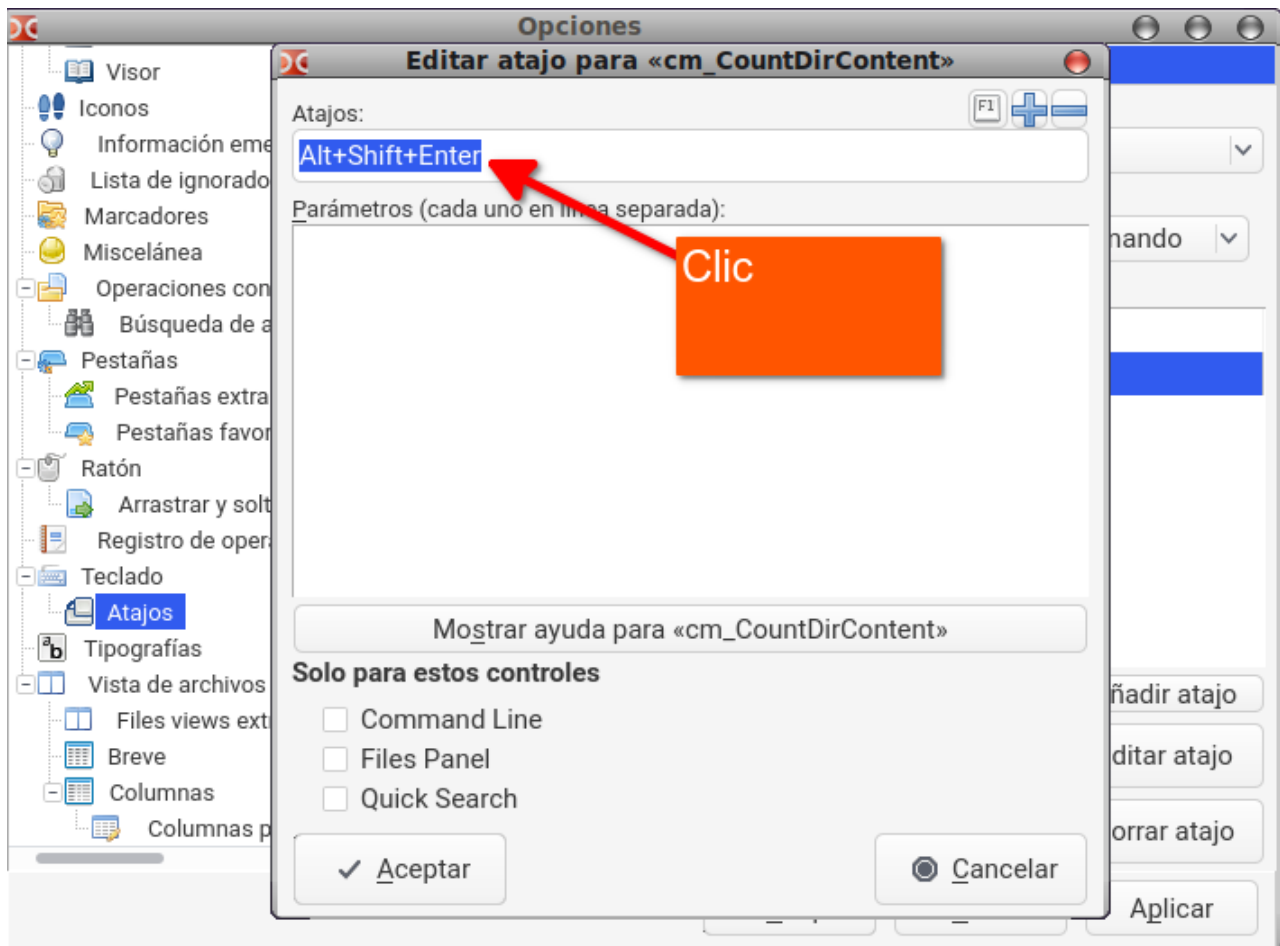 Opciones
Editar atajo para «cm_CountDirContent»
Visor
Iconos
Información eme
Lista de ignorado
Marcadores
Miscelánea
Operaciones con
Búsqueda de a
Pestañas
Pestañas extra
Pestañas favor
Ratón
Arrastrar y solt
Registro de oper
Teclado
Atajos
Tipografías
Vista de archivos
Files views ext
Breve
Columnas
Columnas p
Atajos:
F1
Alt+Shift+Enter
Parámetros (cada uno en línea separada):
Clic
Mostrar ayuda para «cm_CountDirContent»
Solo para estos controles
Command Line
Files Panel
Quick Search
Aceptar
Cancelar
mando
ñadir atajo
ditar atajo
orrar atajo
Aplicar